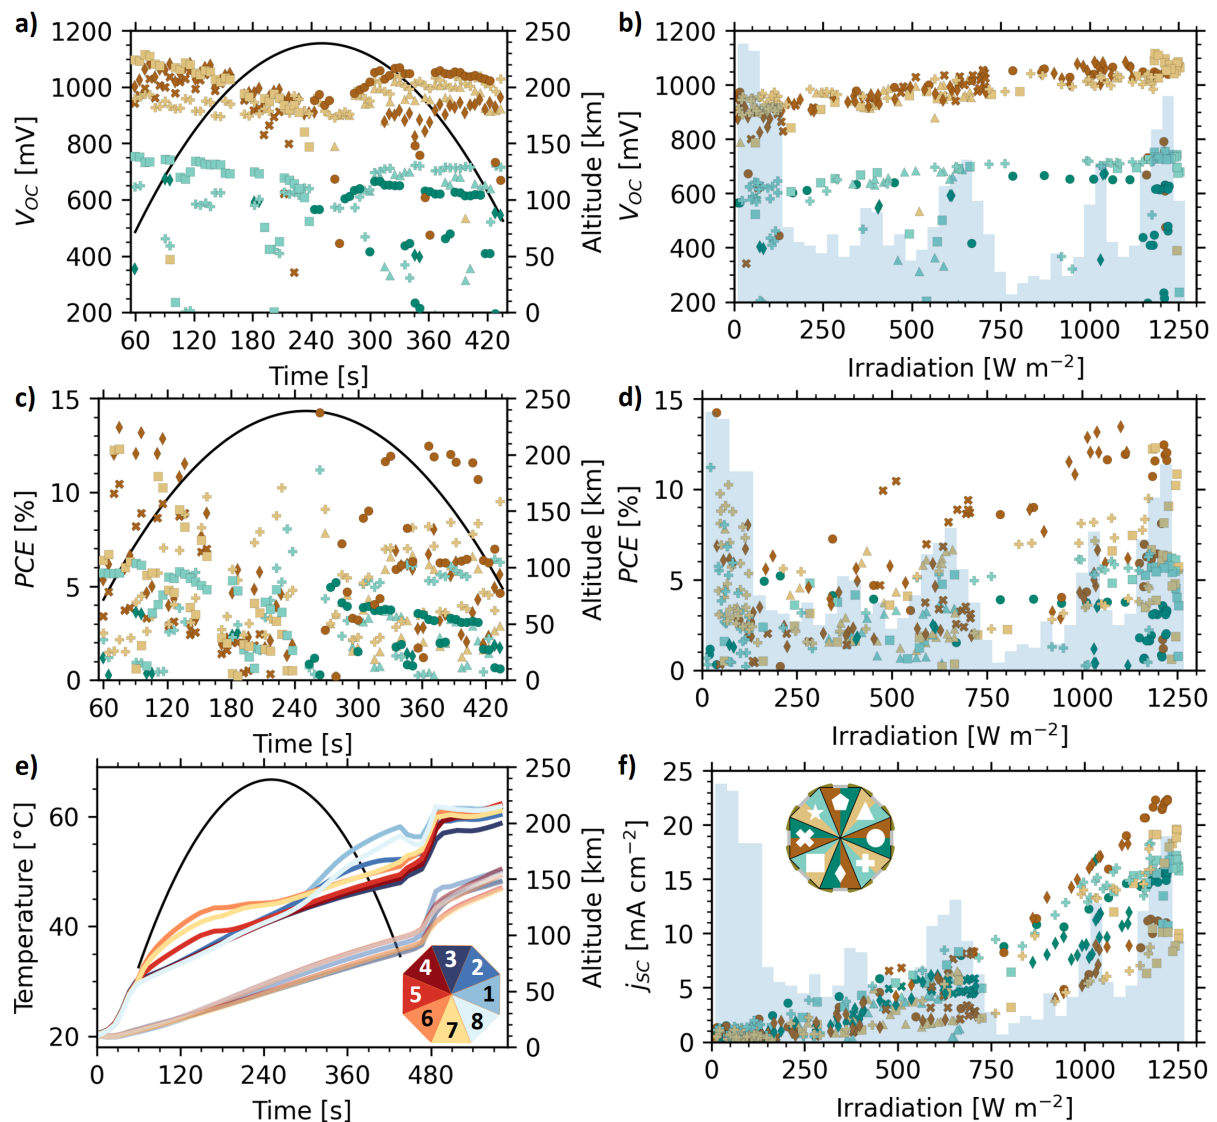 a)
1200
1000
800
600
400
200
V_OC [mV]
250
200
150
100
50
0
Altitude [km]
60 120 180 240 300 360 420
Time [s]
b)
1200
1000
800
600
400
200
V_OC [mV]
0 250 500 750 1000 1250
Irradiation [W m⁻²]
c)
15
10
5
0
PCE [%]
250
200
150
100
50
0
Altitude [km]
60 120 180 240 300 360 420
Time [s]
d)
15
10
5
0
PCE [%]
0 250 500 750 1000 1250
Irradiation [W m⁻²]
e)
60
40
20
Temperature [°C]
250
200
150
100
50
0
Altitude [km]
4 3 2
5 1
6 7 8
0 120 240 360 480
Time [s]
f)
25
20
15
10
5
0
j_SC [mA cm⁻²]
0 250 500 750 1000 1250
Irradiation [W m⁻²]